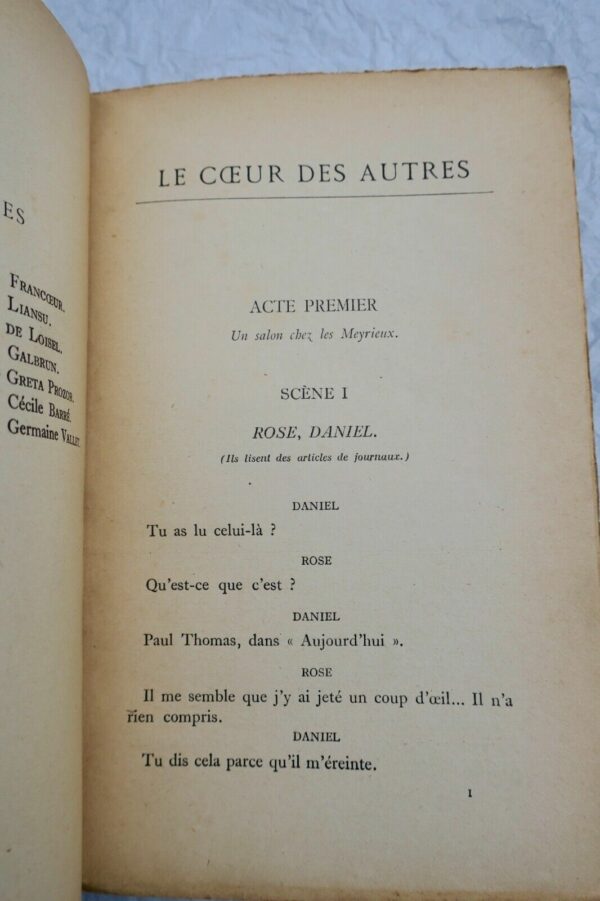 ES
FRANCŒUR.
LIANSU.
DE LOISEL.
GALBRUN.
GRETA PROZOR.
Cécile BARRÉ.
Germaine VALLET.
LE CŒUR DES AUTRES
ACTE PREMIER
Un salon chez les Meyrieux.
SCÈNE I
ROSE, DANIEL.
(Ils lisent des articles de journaux.)
DANIEL
Tu as lu celui-là ?
ROSE
Qu'est-ce que c'est ?
DANIEL
Paul Thomas, dans « Aujourd'hui ».
ROSE
Il me semble que j'y ai jeté un coup d'œil... Il n'a
rien compris.
DANIEL
Tu dis cela parce qu'il m'éreinte.
1